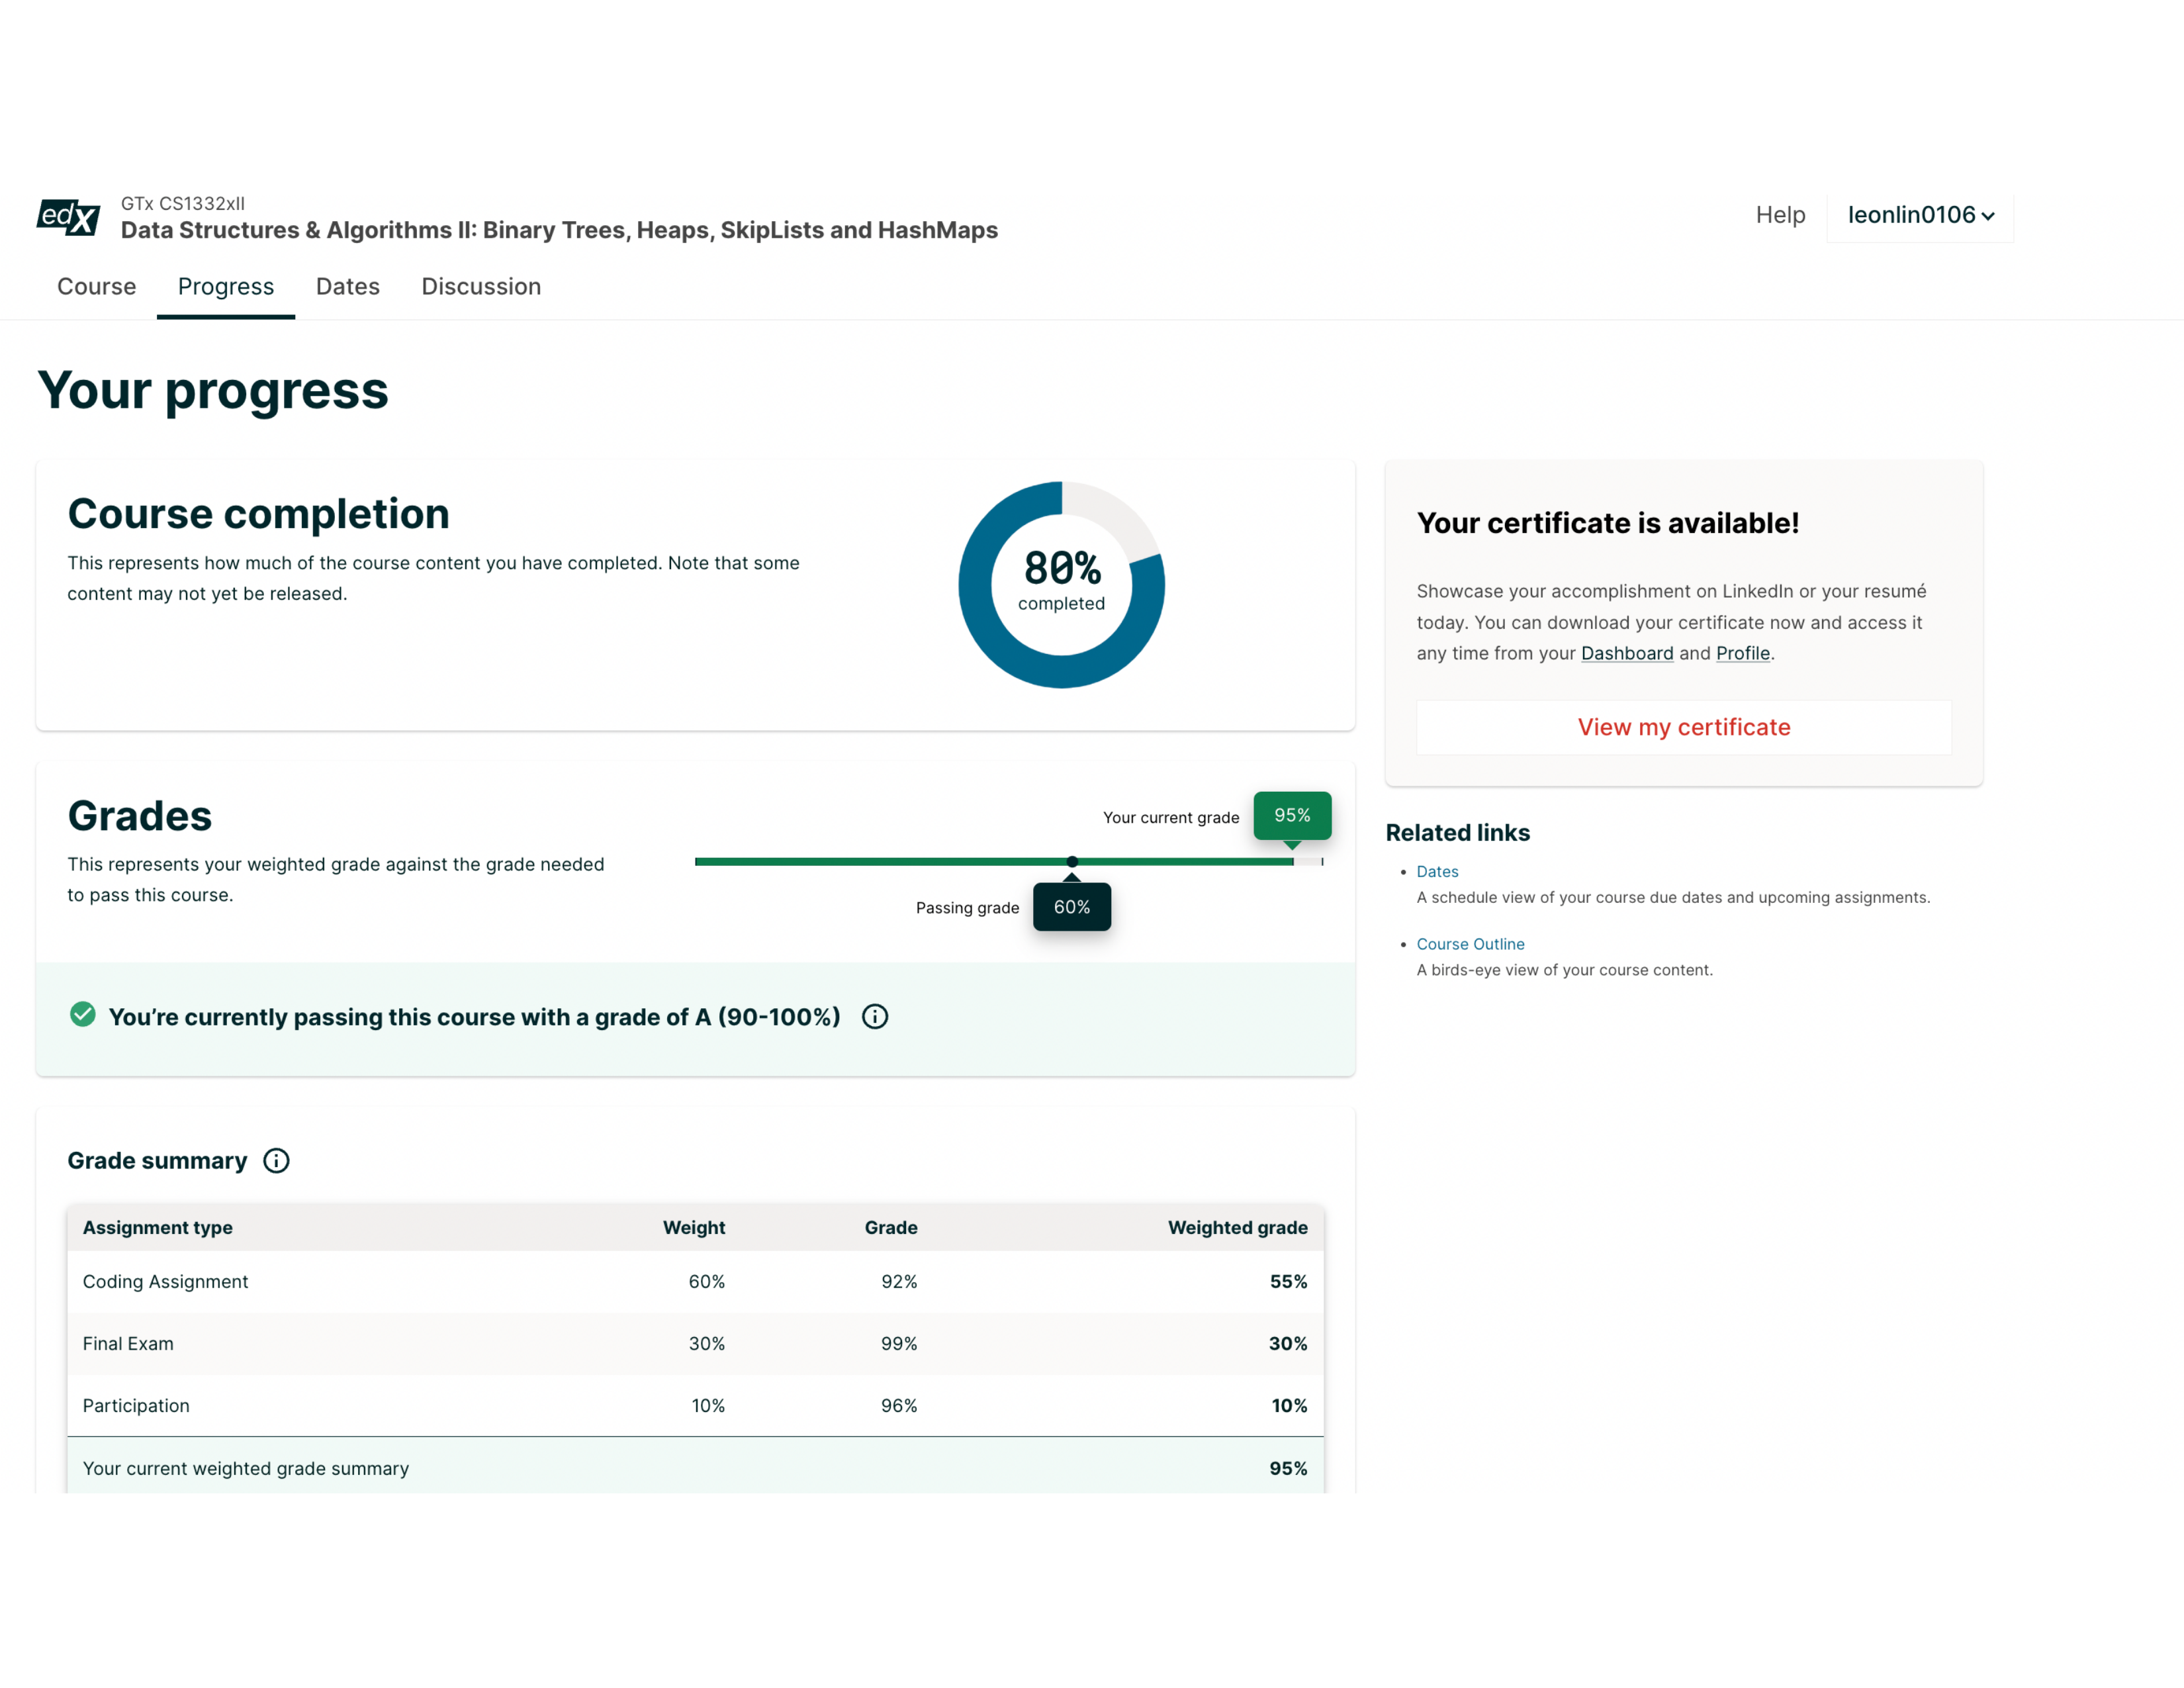 edX
GTx CS1332xII
Data Structures & Algorithms II: Binary Trees, Heaps, SkipLists and HashMaps
Help
leonlin0106
Course
Progress
Dates
Discussion
Your progress
Course completion
This represents how much of the course content you have completed. Note that some
content may not yet be released.
80%
completed
Your certificate is available!
Showcase your accomplishment on LinkedIn or your resumé
today. You can download your certificate now and access it
any time from your Dashboard and Profile.
View my certificate
Grades
This represents your weighted grade against the grade needed
to pass this course.
Your current grade
95%
Passing grade
60%
You’re currently passing this course with a grade of A (90-100%)
Related links
Dates
A schedule view of your course due dates and upcoming assignments.
Course Outline
A birds-eye view of your course content.
Grade summary
Assignment type Weight Grade Weighted grade
Coding Assignment 60% 92% 55%
Final Exam 30% 99% 30%
Participation 10% 96% 10%
Your current weighted grade summary 95%